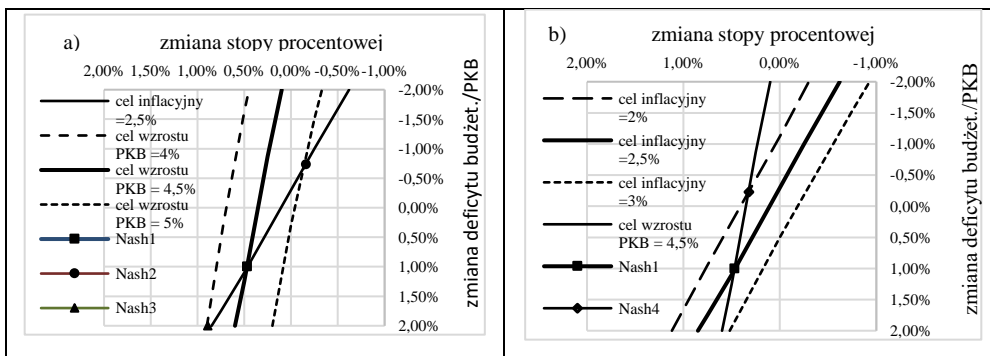 a) zmiana stopy procentowej
2,00% 1,50% 1,00% 0,50% 0,00% -0,50% -1,00%
-2,00%
-1,50%
-1,00%
-0,50%
0,00%
0,50%
1,00%
1,50%
2,00%
zmiana deficytu budżet./PKB
cel inflacyjny
=2,5%
cel wzrostu
PKB =4%
cel wzrostu
PKB = 4,5%
cel wzrostu
PKB = 5%
Nash1
Nash2
Nash3
b) zmiana stopy procentowej
2,00% 1,00% 0,00% -1,00%
-2,00%
-1,50%
-1,00%
-0,50%
0,00%
0,50%
1,00%
1,50%
2,00%
zmiana deficytu budżet./PKB
cel inflacyjny
=2%
cel inflacyjny
=2,5%
cel inflacyjny
=3%
cel wzrostu
PKB = 4,5%
Nash1
Nash4